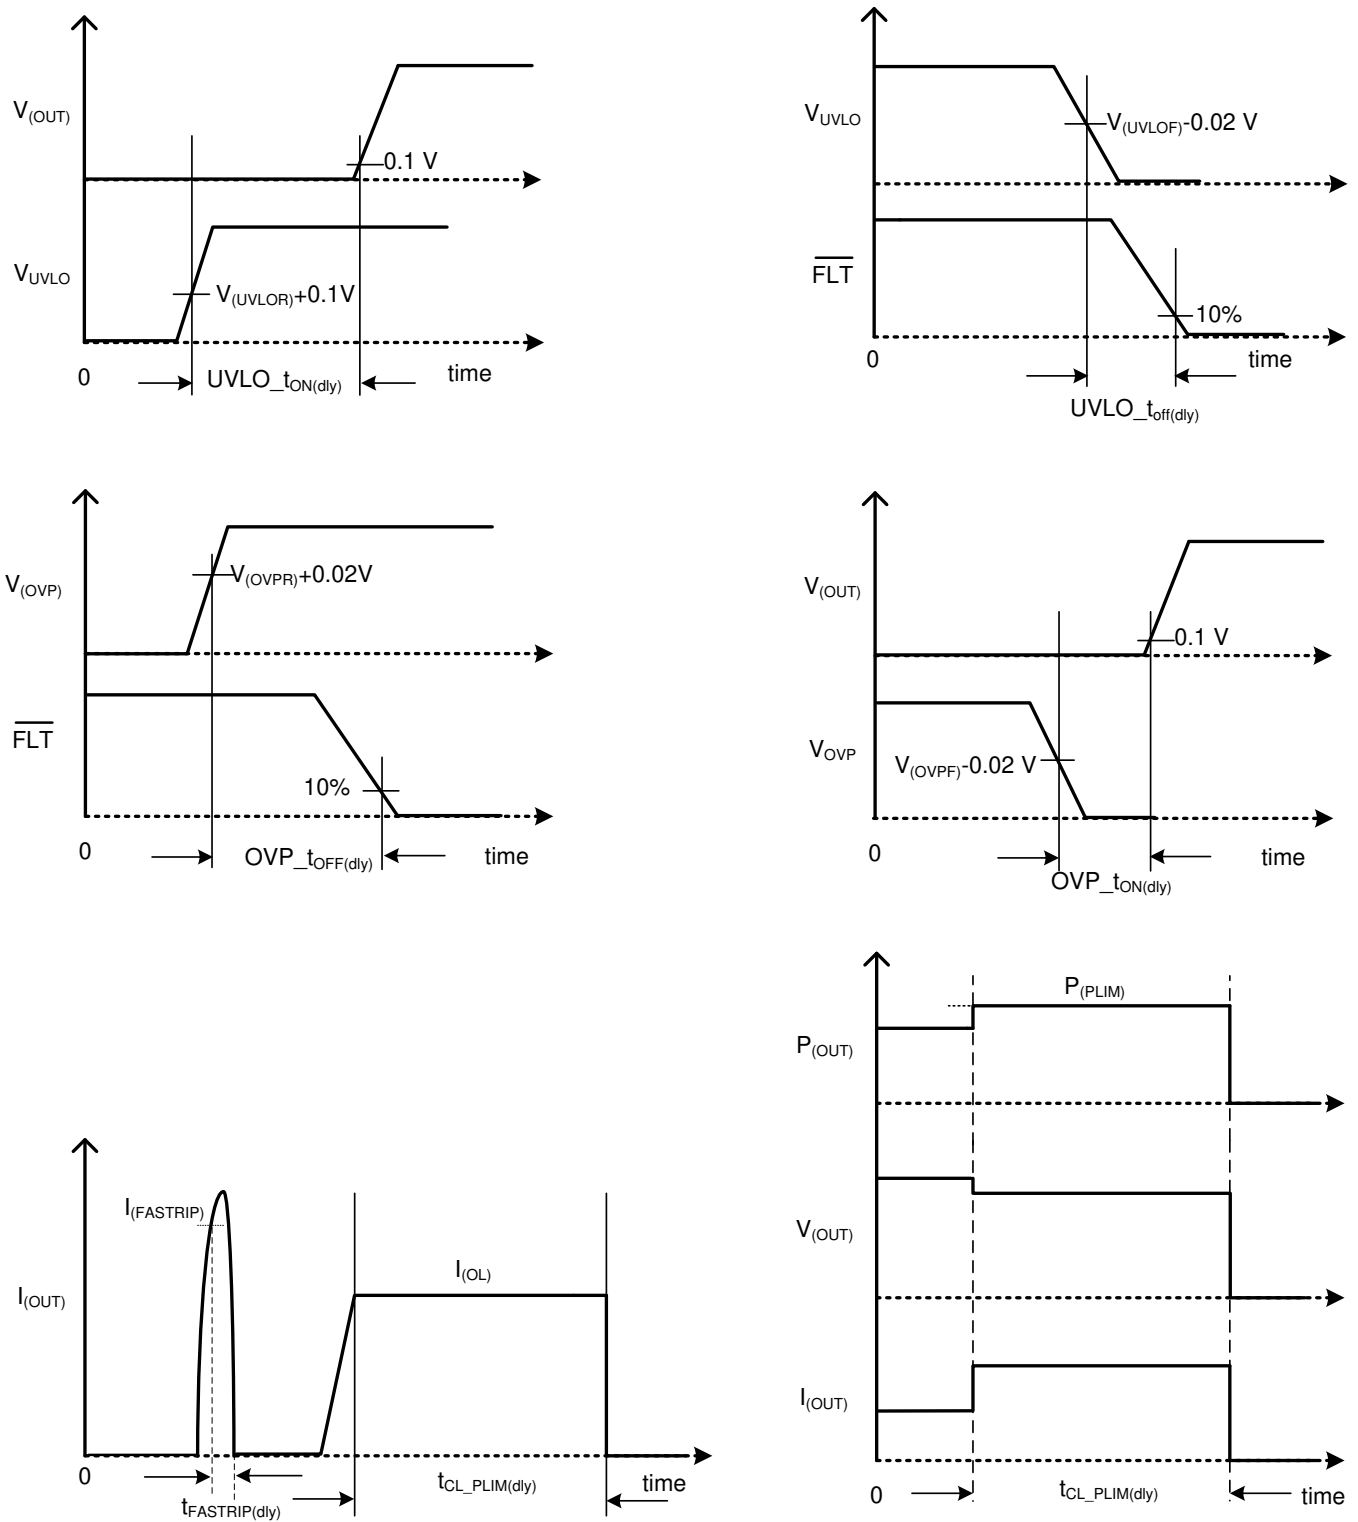 V(OUT)
0.1 V
VUVLO
V(UVLOR)+0.1V
0
UVLO_tON(dly)
time
VUVLO
V(UVLOF)-0.02 V
FLT
10%
0
time
UVLO_toff(dly)
V(OVP)
V(OVPR)+0.02V
FLT
10%
0
OVP_tOFF(dly)
time
V(OUT)
0.1 V
VOVP
V(OVPF)-0.02 V
0
time
OVP_tON(dly)
I(FASTRIP)
I(OUT)
I(OL)
0
tCL_PLIM(dly)
time
tFASTRIP(dly)
P(PLIM)
P(OUT)
V(OUT)
I(OUT)
0
tCL_PLIM(dly)
time